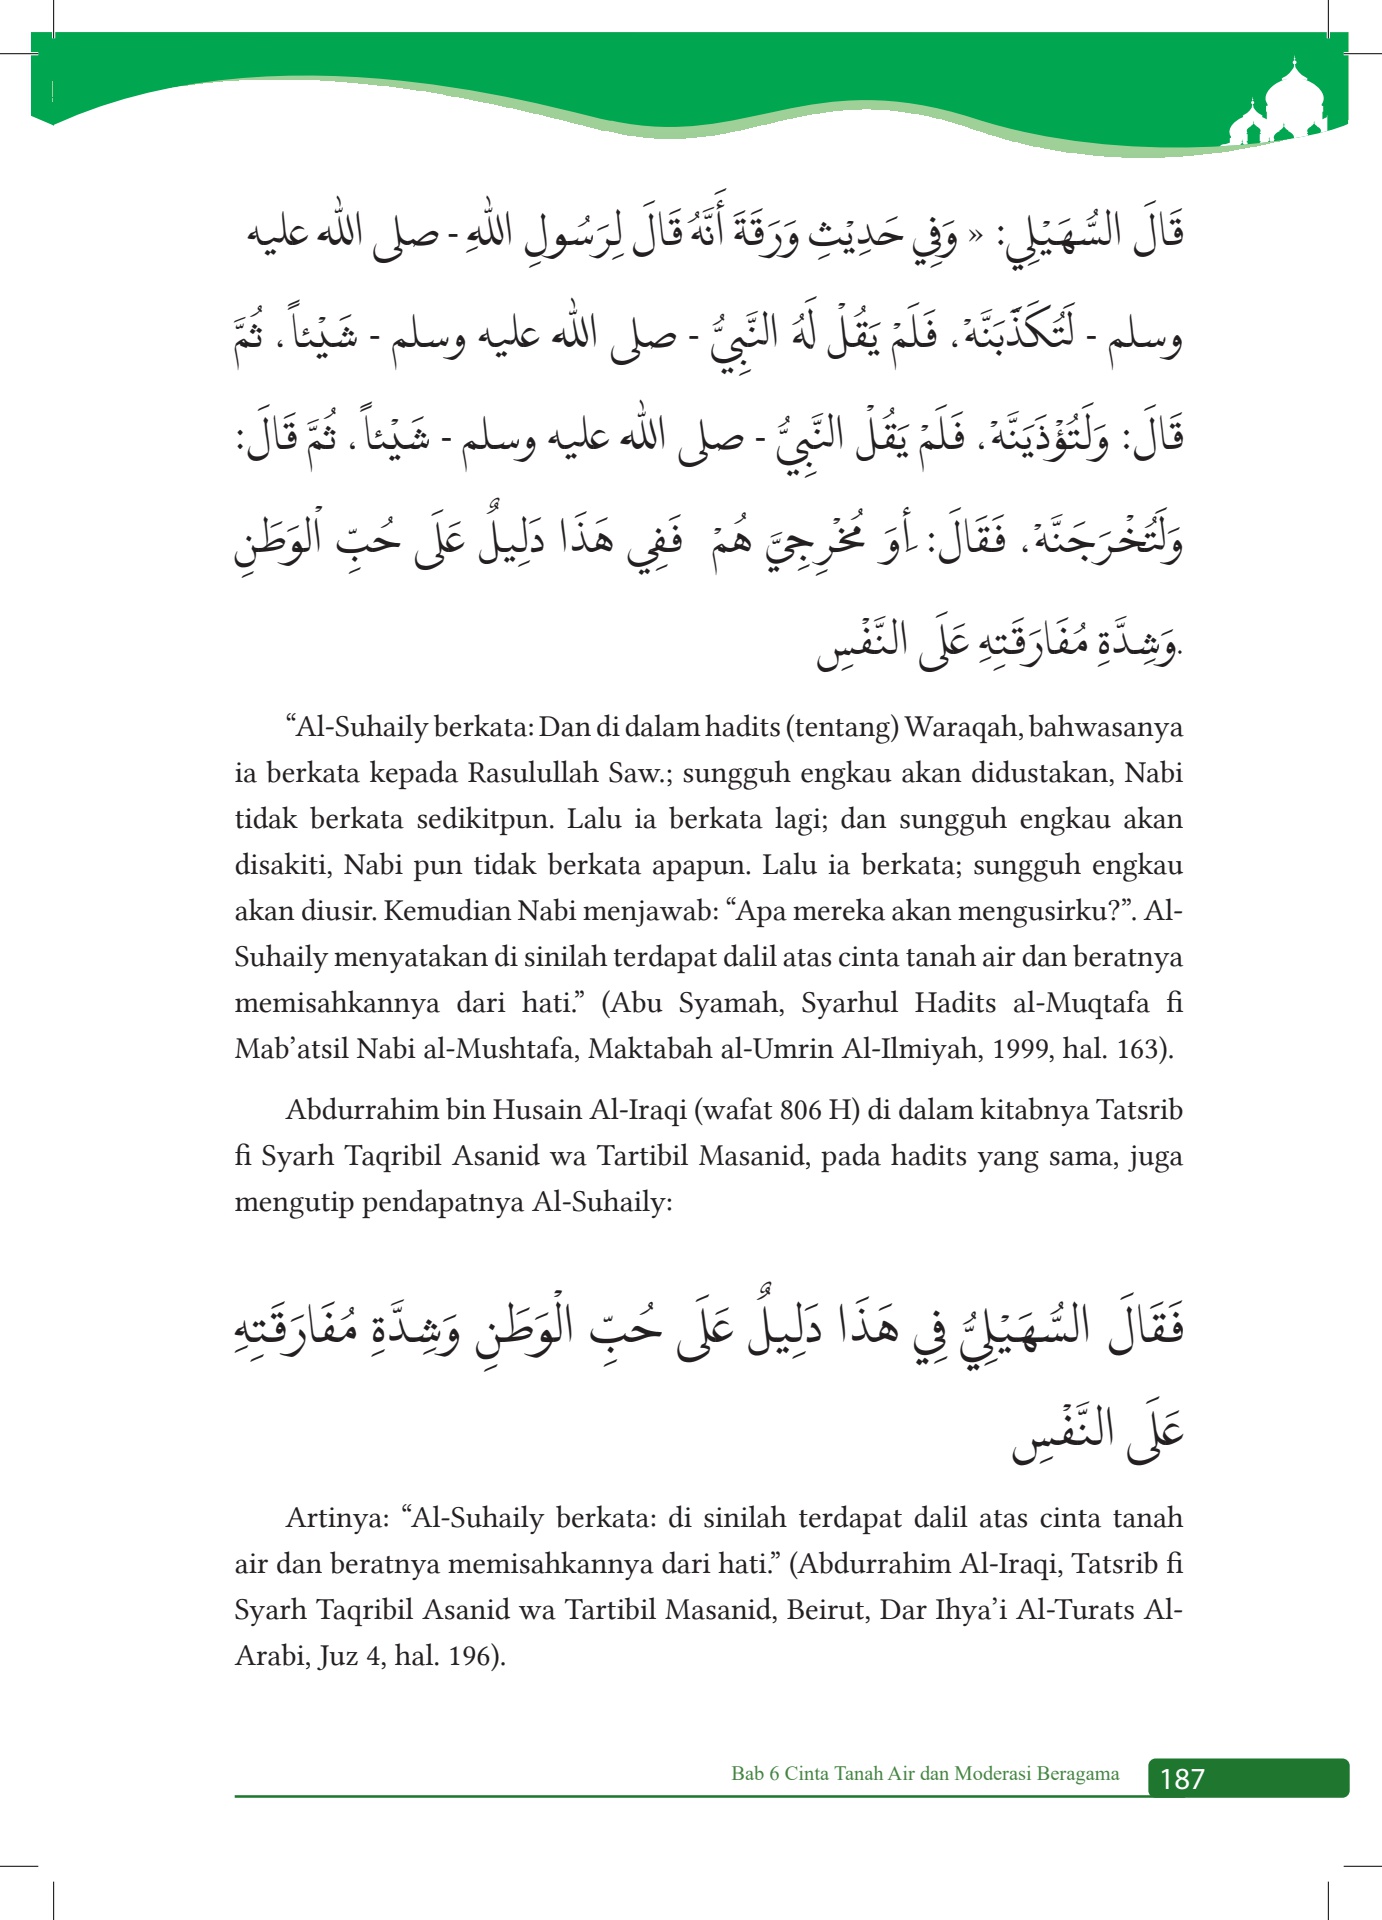 قَالَ السُّهَيْلِي: « وَفِي حَدِيْثِ وَرَقَةَ أَنَّهُ قَالَ لِرَسُولِ اللهِ - صلى الله عليه
وسلم - لَتُكَذَّبَنَّهْ، فَلَمْ يَقُلْ لَهُ النَّبِيُّ - صلى الله عليه وسلم - شَيْئاً، ثُمَّ
قَالَ: وَلَتُؤْذَيَنَّهْ، فَلَمْ يَقُلْ النَّبِيُّ - صلى الله عليه وسلم - شَيْئاً، ثُمَّ قَالَ:
وَلَتُخْرَجَنَّهْ، فَقَالَ: أَوَ مُخْرِجِيَّ هُمْ فَفِي هَذَا دَلِيلٌ عَلَى حُبِّ اْلوَطَنِ
.وَشِدَّةِ مُفَارَقَتِهِ عَلَى النَّفْسِ
“Al-Suhaily berkata: Dan di dalam hadits (tentang) Waraqah, bahwasanya
ia berkata kepada Rasulullah Saw.; sungguh engkau akan didustakan, Nabi
tidak berkata sedikitpun. Lalu ia berkata lagi; dan sungguh engkau akan
disakiti, Nabi pun tidak berkata apapun. Lalu ia berkata; sungguh engkau
akan diusir. Kemudian Nabi menjawab: “Apa mereka akan mengusirku?”. Al-
Suhaily menyatakan di sinilah terdapat dalil atas cinta tanah air dan beratnya
memisahkannya dari hati.” (Abu Syamah, Syarhul Hadits al-Muqtafa fi
Mab’atsil Nabi al-Mushtafa, Maktabah al-Umrin Al-Ilmiyah, 1999, hal. 163).
Abdurrahim bin Husain Al-Iraqi (wafat 806 H) di dalam kitabnya Tatsrib
fi Syarh Taqribil Asanid wa Tartibil Masanid, pada hadits yang sama, juga
mengutip pendapatnya Al-Suhaily:
فَقَالَ السُّهَيْلِيُّ فِي هَذَا دَلِيلٌ عَلَى حُبِّ الْوَطَنِ وَشِدَّةِ مُفَارَقَتِهِ
عَلَى النَّفْسِ
Artinya: “Al-Suhaily berkata: di sinilah terdapat dalil atas cinta tanah
air dan beratnya memisahkannya dari hati.” (Abdurrahim Al-Iraqi, Tatsrib fi
Syarh Taqribil Asanid wa Tartibil Masanid, Beirut, Dar Ihya’i Al-Turats Al-
Arabi, Juz 4, hal. 196).
Bab 6 Cinta Tanah Air dan Moderasi Beragama 187